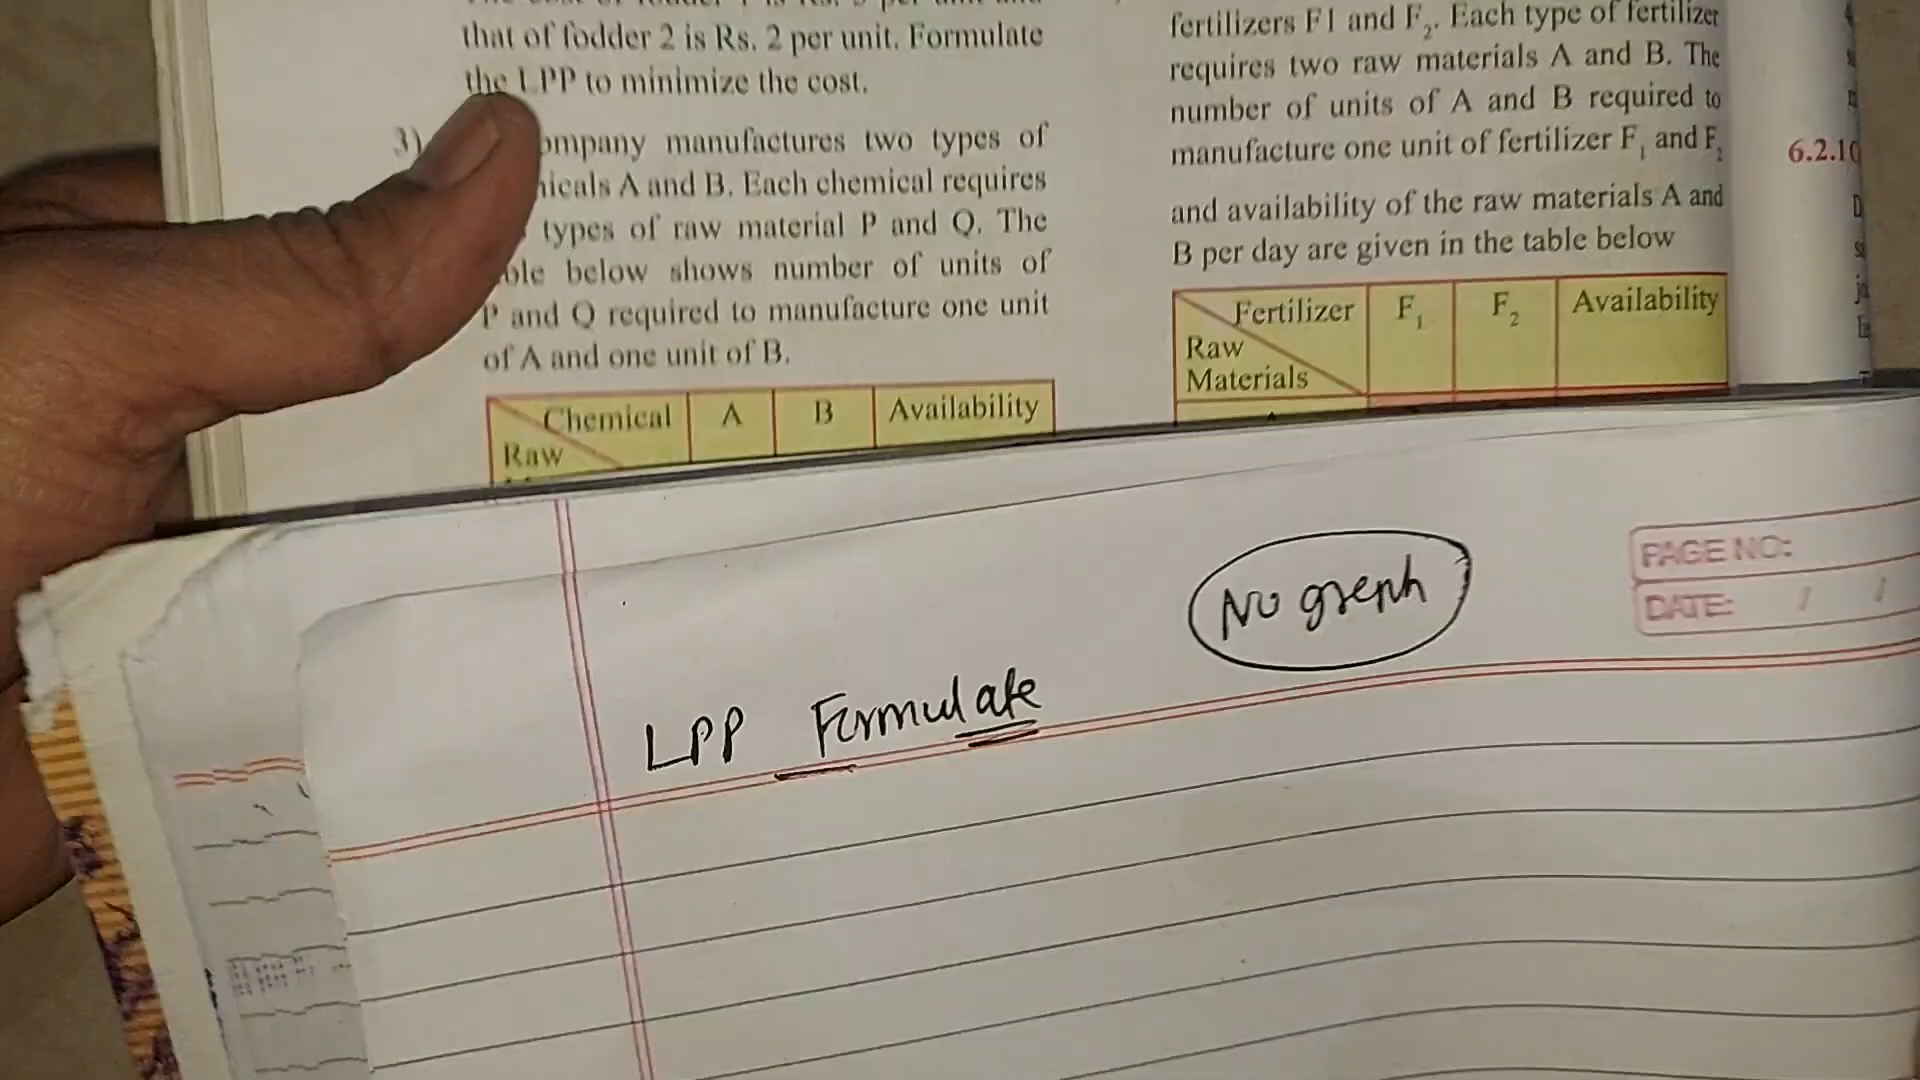 that of fodder 2 is Rs. 2 per unit. Formulate
the LPP to minimize the cost.
3)
ompany manufactures two types of
icals A and B. Each chemical requires
types of raw material P and Q. The
ble below shows number of units of
P and Q required to manufacture one unit
of A and one unit of B.
Chemical A B Availability
Raw
fertilizers F1 and F2. Each type of fertilizer
requires two raw materials A and B. The
number of units of A and B required to
manufacture one unit of fertilizer F1 and F2
and availability of the raw materials A and
B per day are given in the table below
Fertilizer F1 F2 Availability
Raw
Materials
6.2.10
No greph
PAGE NO:
DATE: / /
LPP Formulate